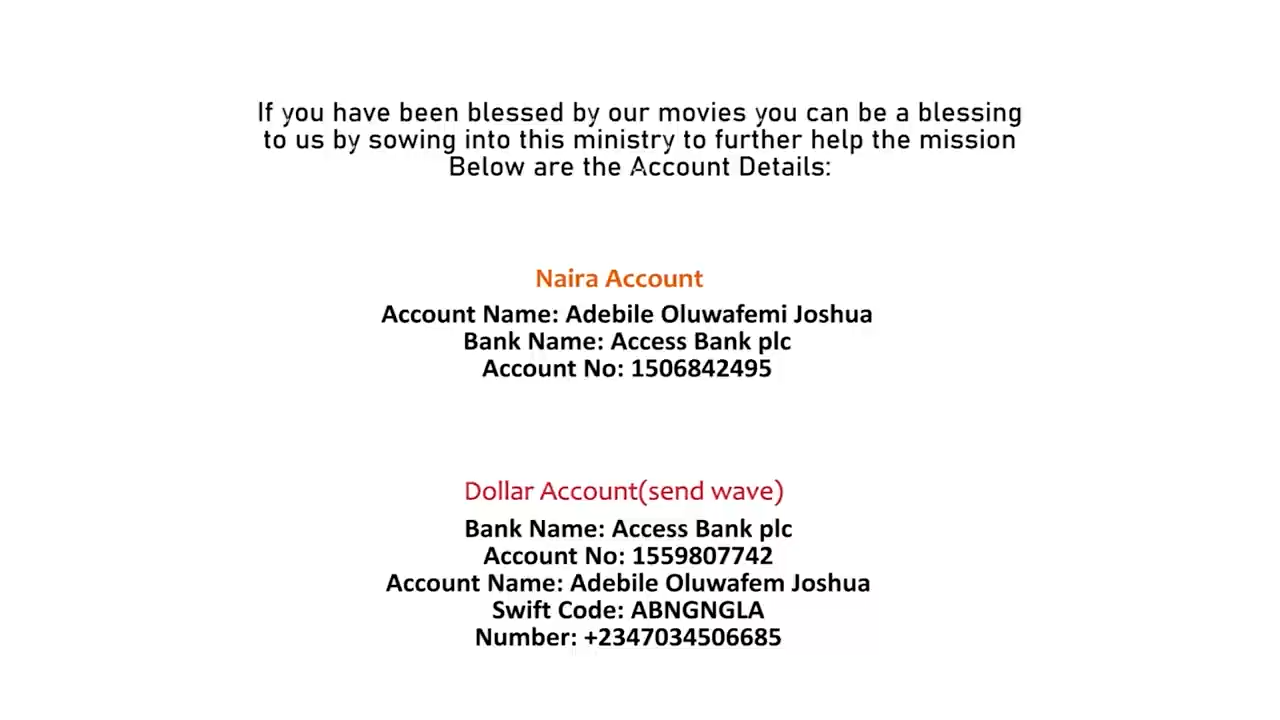 If you have been blessed by our movies you can be a blessing
to us by sowing into this ministry to further help the mission
Below are the Account Details:
Naira Account
Account Name: Adebile Oluwafemi Joshua
Bank Name: Access Bank plc
Account No: 1506842495
Dollar Account(send wave)
Bank Name: Access Bank plc
Account No: 1559807742
Account Name: Adebile Oluwafem Joshua
Swift Code: ABNGNGLA
Number: +2347034506685